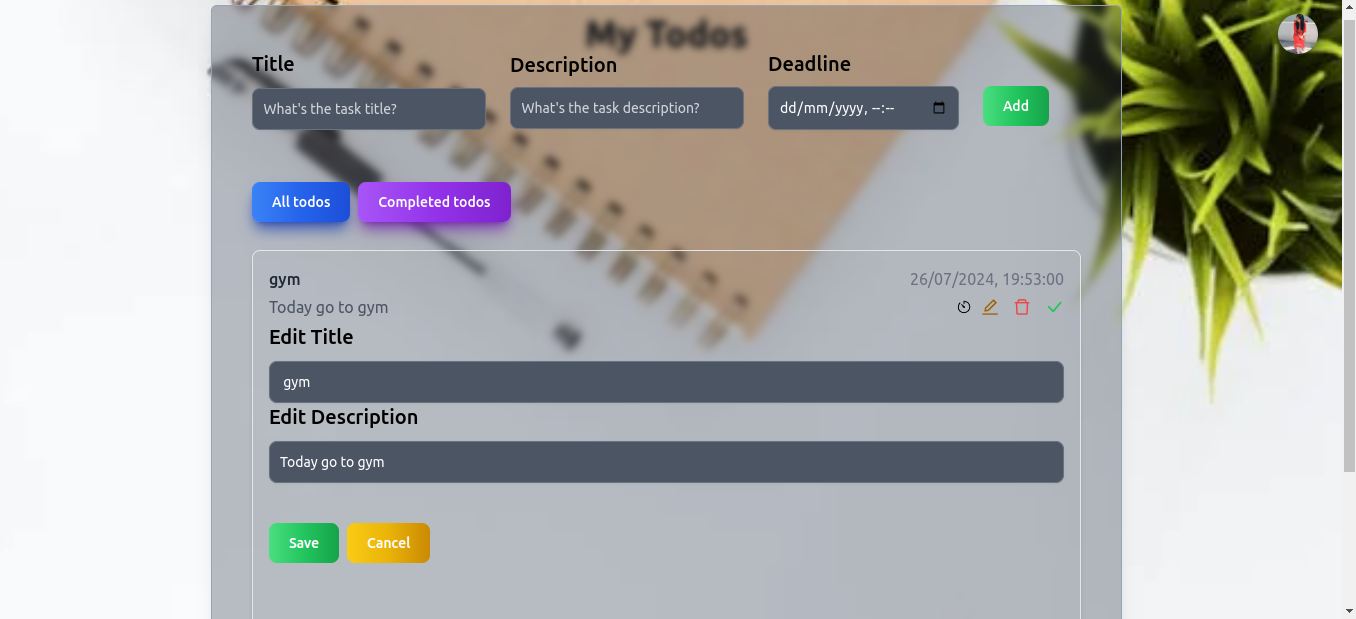 My Todos
Title Description Deadline
What's the task title? What's the task description? dd/mm/yyyy, --:-- Add
All todos Completed todos
gym 26/07/2024, 19:53:00
Today go to gym
Edit Title
gym
Edit Description
Today go to gym
Save Cancel